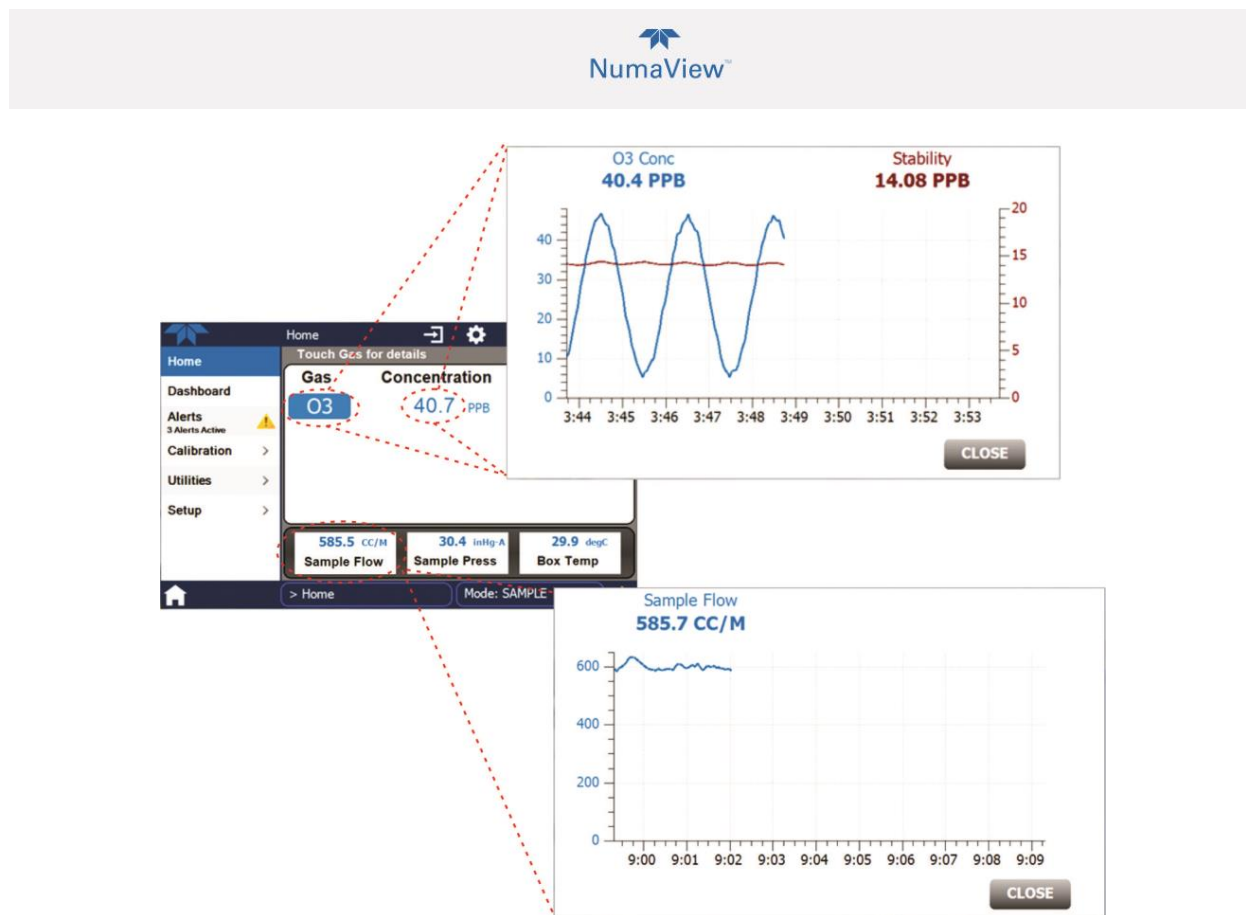 NumaView™
O3 Conc
40.4 PPB
Stability
14.08 PPB
40
30
20
10
0
20
15
10
5
0
3:44 3:45 3:46 3:47 3:48 3:49 3:50 3:51 3:52 3:53
CLOSE
Home
Home
Dashboard
Alerts
3 Alerts Active
Calibration >
Utilities >
Setup >
Touch Gas for details
Gas Concentration
O3 40.7 PPB
585.5 CC/M
Sample Flow
30.4 inHg-A
Sample Press
29.9 degC
Box Temp
> Home
Mode: SAMPLE
Sample Flow
585.7 CC/M
600
400
200
0
9:00 9:01 9:02 9:03 9:04 9:05 9:06 9:07 9:08 9:09
CLOSE